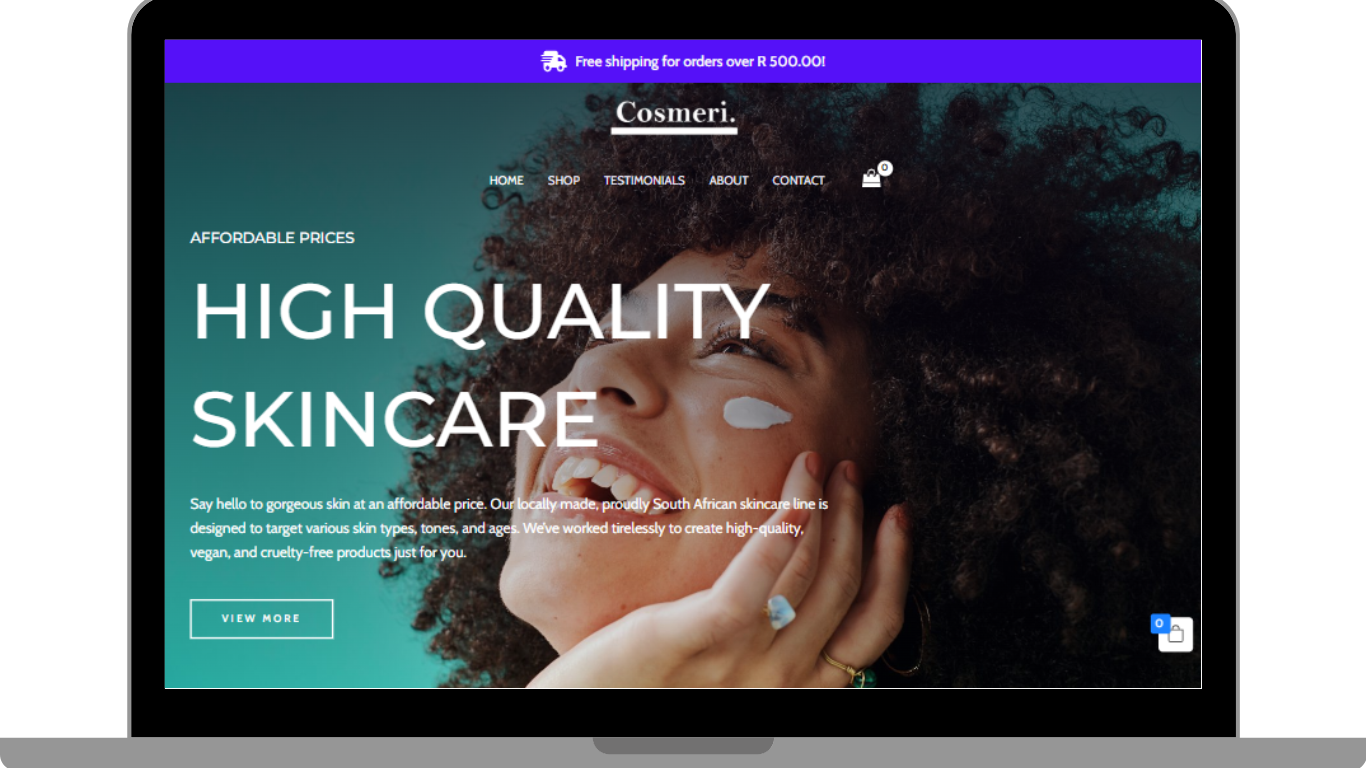 Free shipping for orders over R 500.00!
Cosmeri.
HOME SHOP TESTIMONIALS ABOUT CONTACT 0
AFFORDABLE PRICES
HIGH QUALITY
SKINCARE
Say hello to gorgeous skin at an affordable price. Our locally made, proudly South African skincare line is
designed to target various skin types, tones, and ages. We've worked tirelessly to create high-quality,
vegan, and cruelty-free products just for you.
VIEW MORE
0